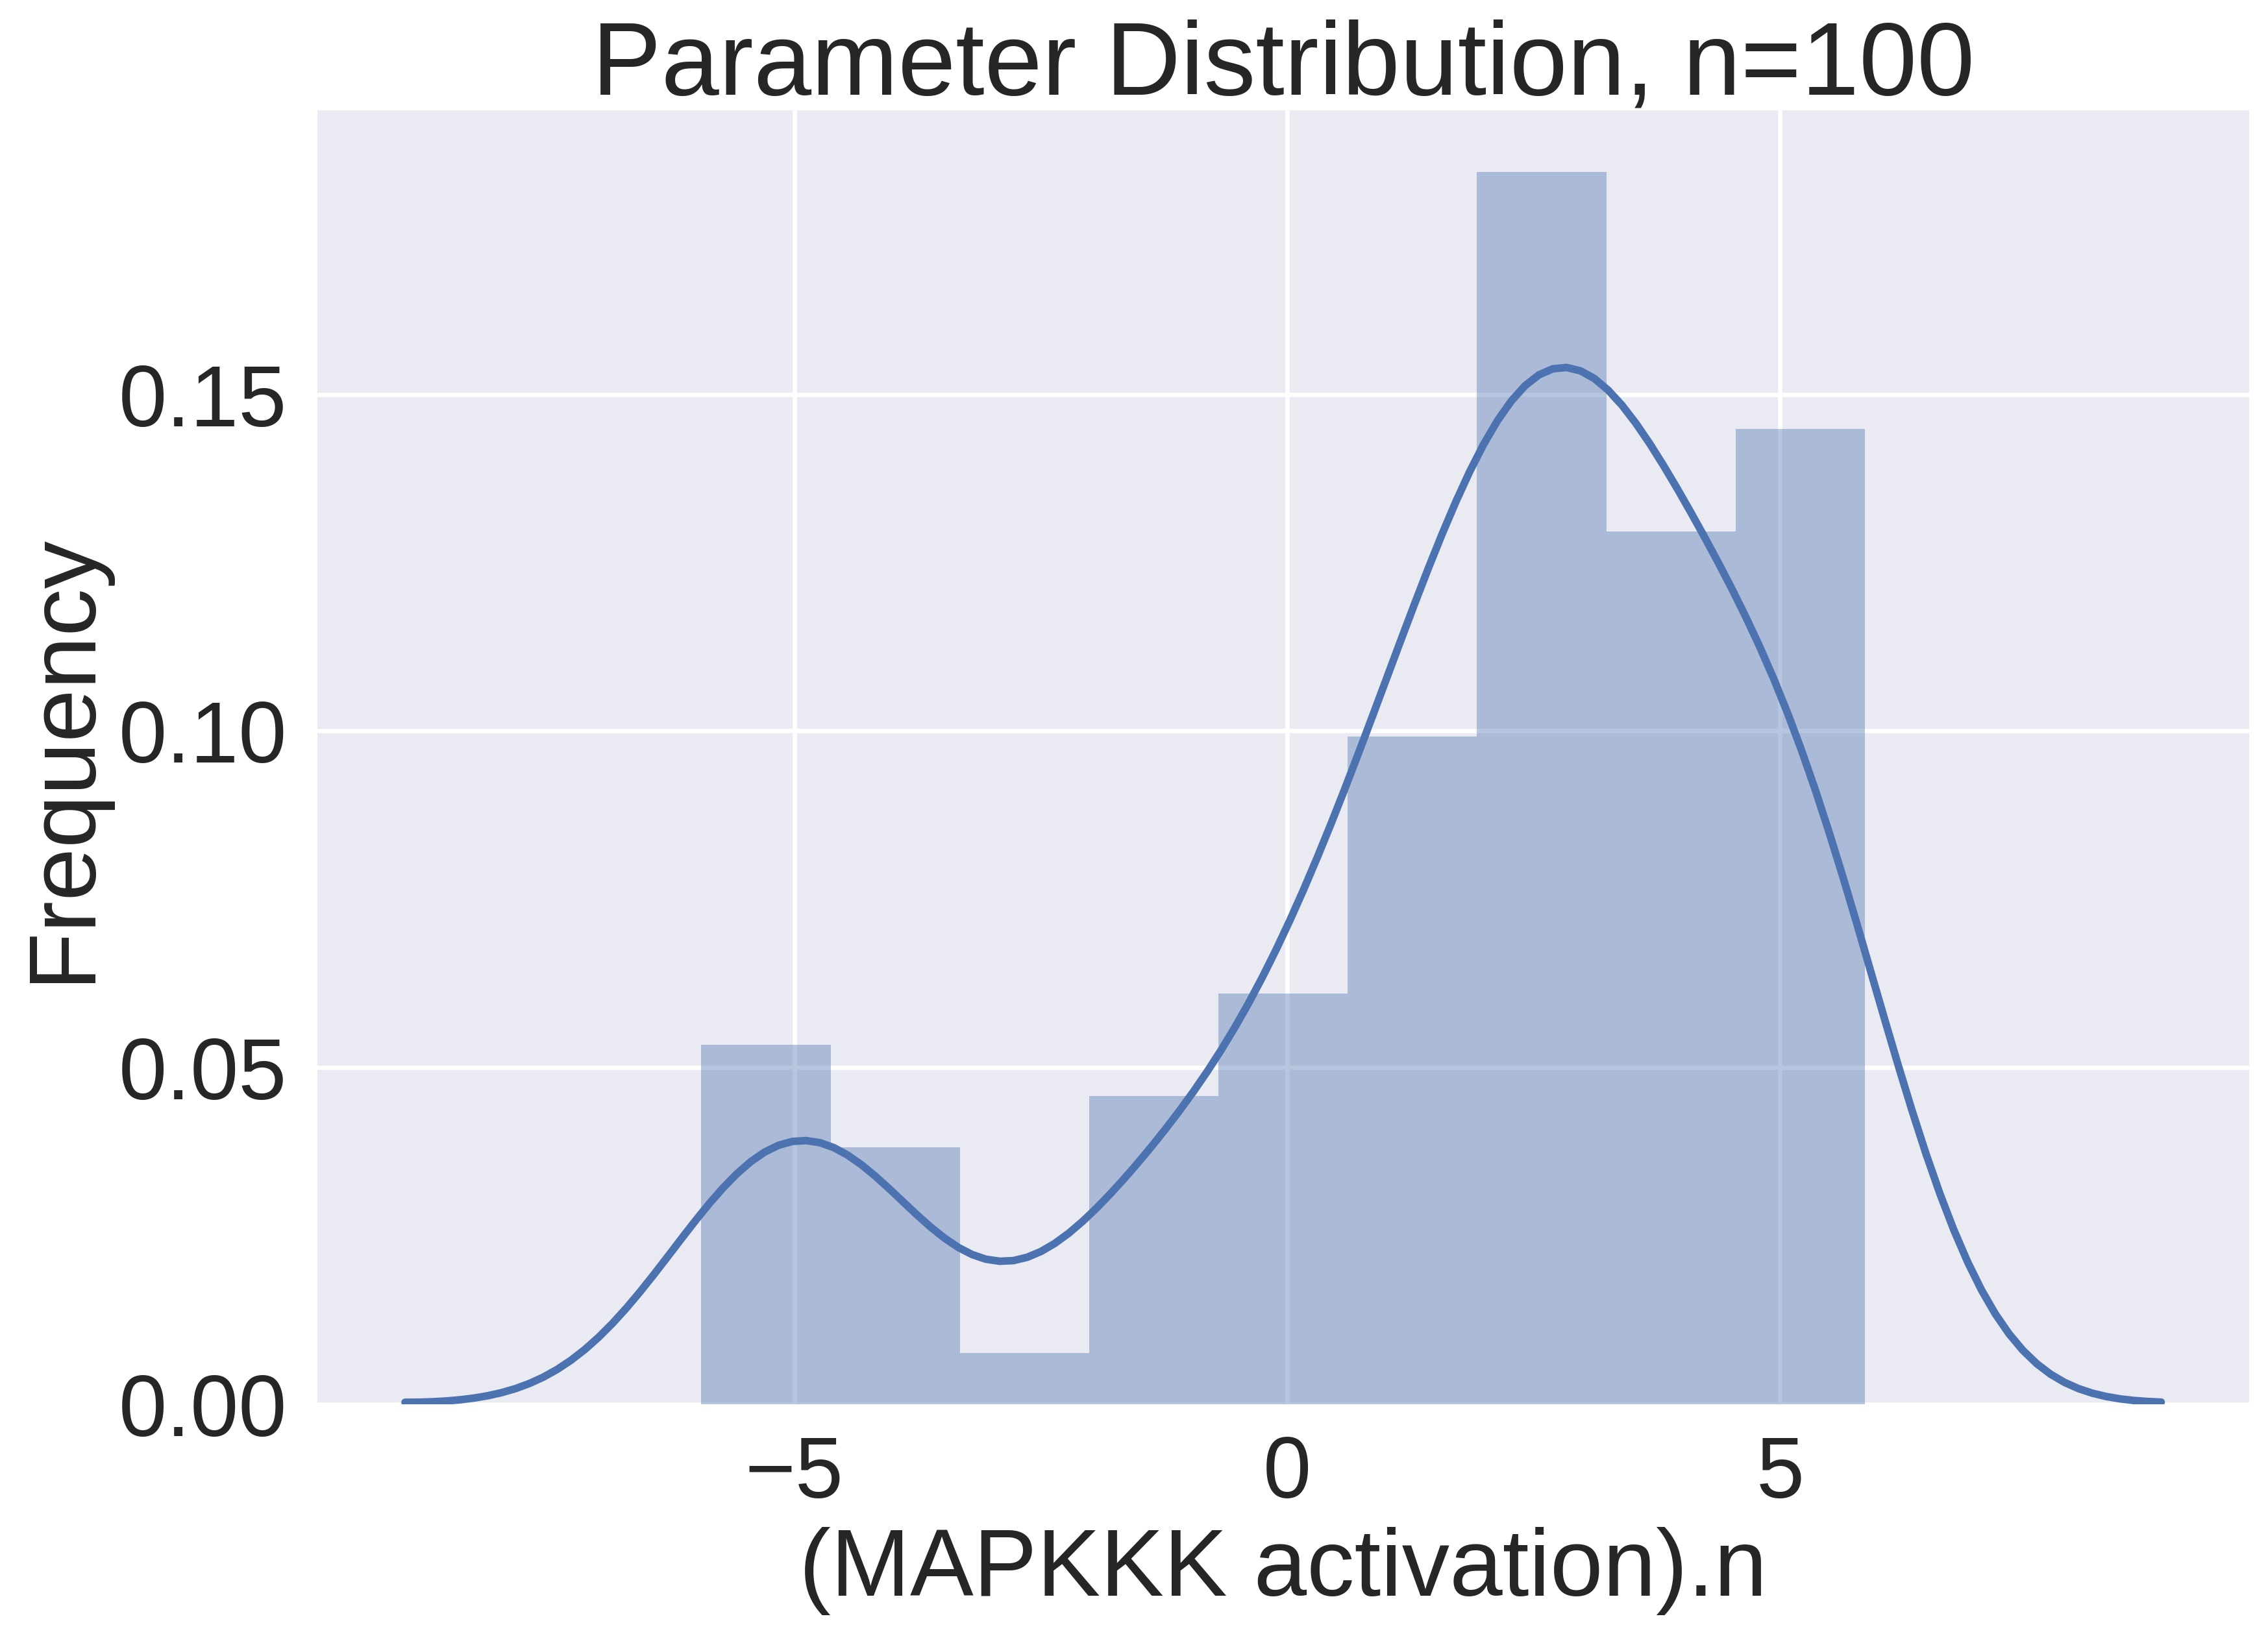 Parameter Distribution, n=100
Frequency
0.15
0.10
0.05
0.00
−5 0 5
(MAPKKK activation).n